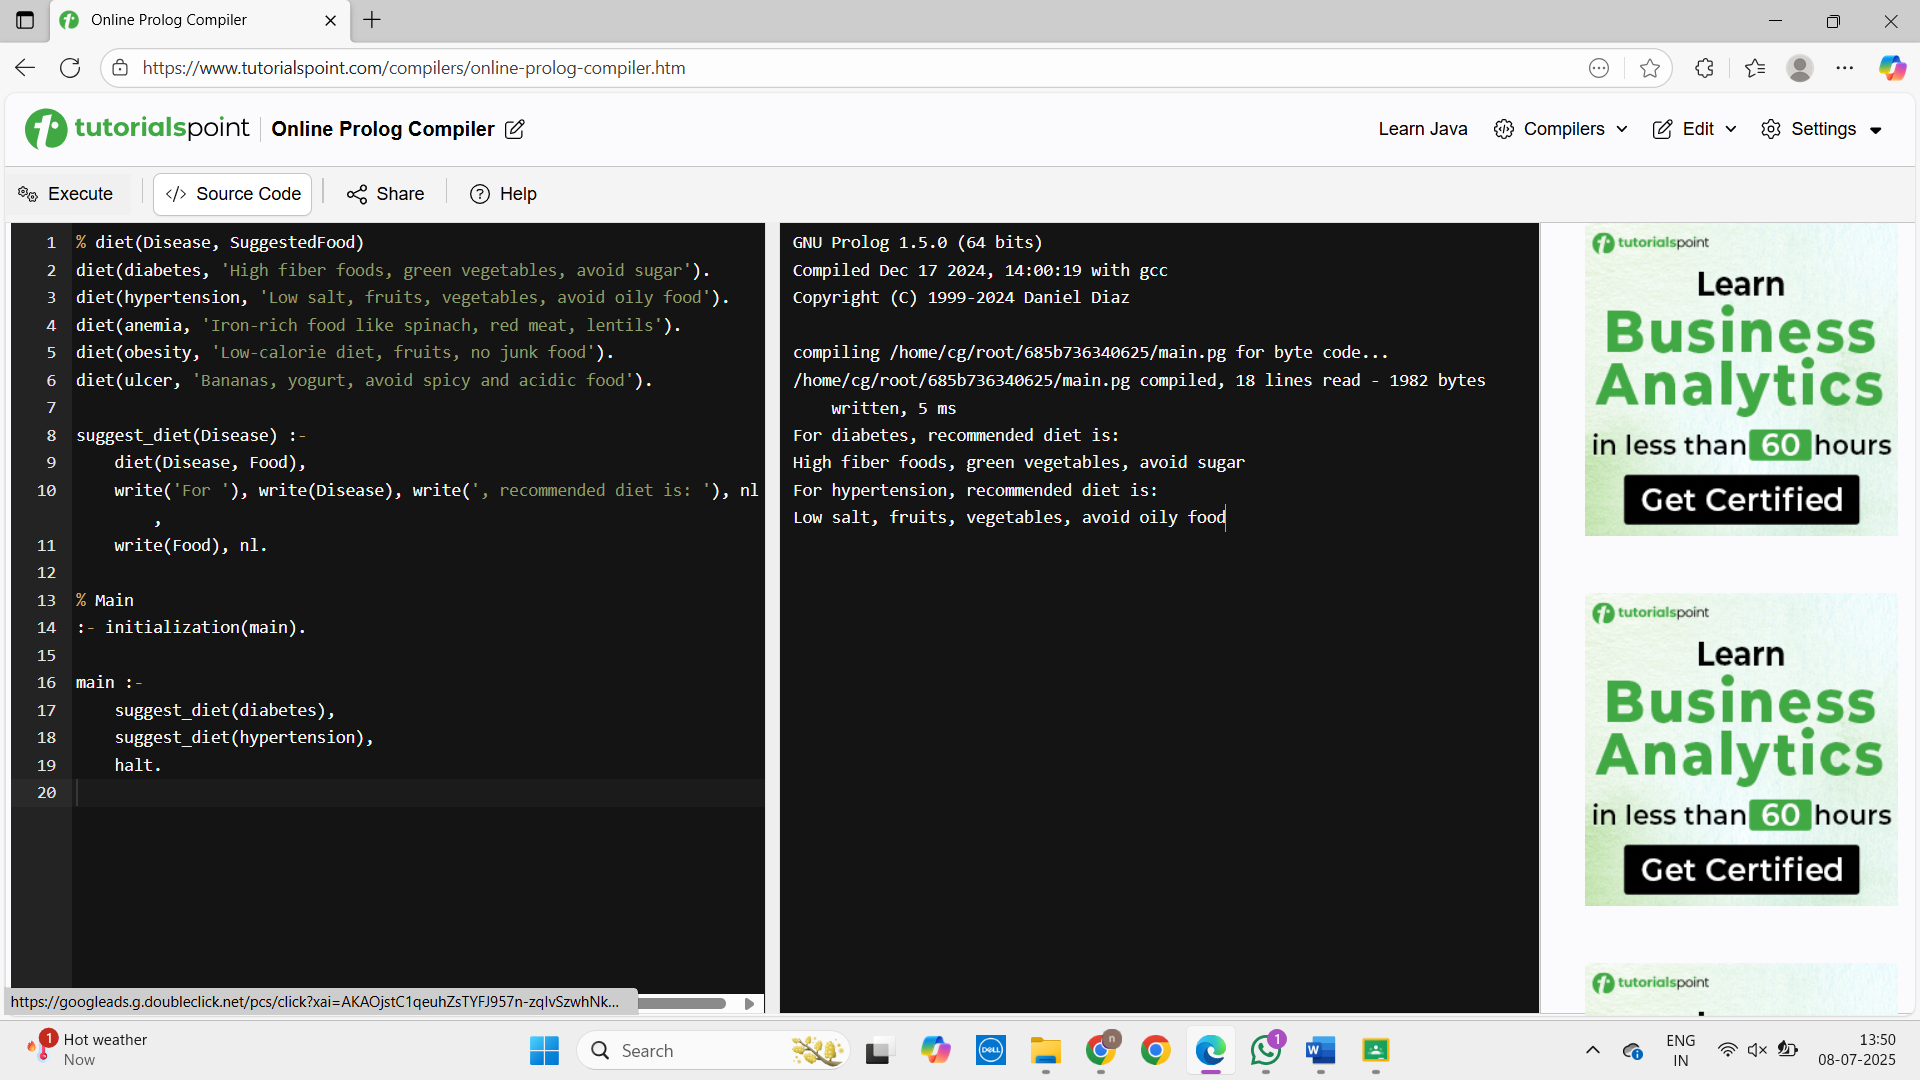 Online Prolog Compiler
https://www.tutorialspoint.com/compilers/online-prolog-compiler.htm
tutorialspoint
Online Prolog Compiler
Learn Java
Compilers
Edit
Settings
Execute
</> Source Code
Share
Help
1 % diet(Disease, SuggestedFood)
2 diet(diabetes, 'High fiber foods, green vegetables, avoid sugar').
3 diet(hypertension, 'Low salt, fruits, vegetables, avoid oily food').
4 diet(anemia, 'Iron-rich food like spinach, red meat, lentils').
5 diet(obesity, 'Low-calorie diet, fruits, no junk food').
6 diet(ulcer, 'Bananas, yogurt, avoid spicy and acidic food').
7
8 suggest_diet(Disease) :-
9 diet(Disease, Food),
10 write('For '), write(Disease), write(', recommended diet is: '), nl
,
11 write(Food), nl.
12
13 % Main
14 :- initialization(main).
15
16 main :-
17 suggest_diet(diabetes),
18 suggest_diet(hypertension),
19 halt.
20
GNU Prolog 1.5.0 (64 bits)
Compiled Dec 17 2024, 14:00:19 with gcc
Copyright (C) 1999-2024 Daniel Diaz
compiling /home/cg/root/685b736340625/main.pg for byte code...
/home/cg/root/685b736340625/main.pg compiled, 18 lines read - 1982 bytes
written, 5 ms
For diabetes, recommended diet is:
High fiber foods, green vegetables, avoid sugar
For hypertension, recommended diet is:
Low salt, fruits, vegetables, avoid oily food
tutorialspoint
Learn
Business
Analytics
in less than 60 hours
Get Certified
tutorialspoint
Learn
Business
Analytics
in less than 60 hours
Get Certified
tutorialspoint
https://googleads.g.doubleclick.net/pcs/click?xai=AKAOjstC1qeuhZsTYFJ957n-zqlvSzwhNk...
1
Hot weather
Now
Search
DELL
n
1
W
ENG
IN
13:50
08-07-2025